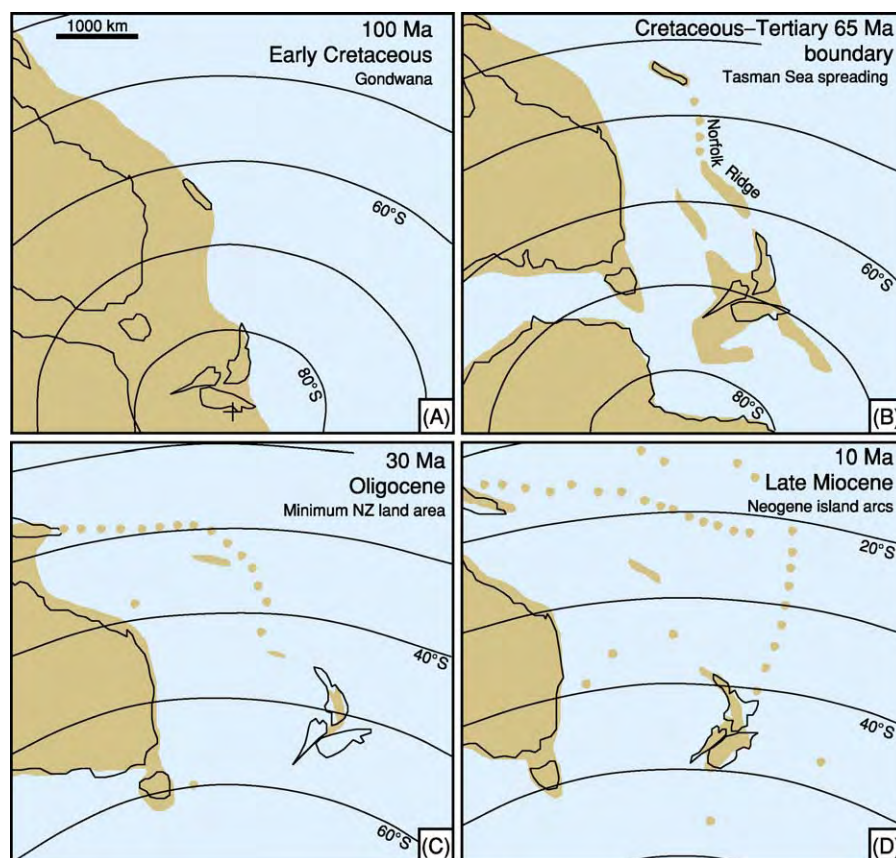 1000 km
100 Ma
Early Cretaceous
Gondwana
60°S
80°S
(A)
Cretaceous–Tertiary 65 Ma
boundary
Tasman Sea spreading
Norfolk
Ridge
60°S
80°S
(B)
30 Ma
Oligocene
Minimum NZ land area
40°S
60°S
(C)
10 Ma
Late Miocene
Neogene island arcs
20°S
40°S
(D)